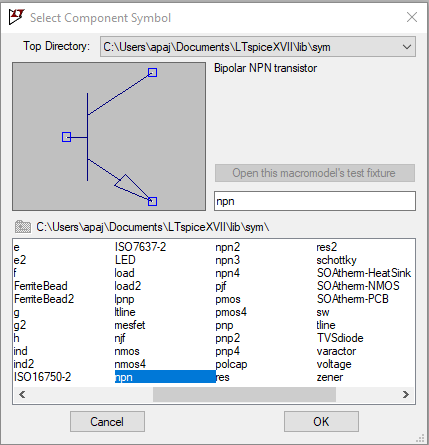 Select Component Symbol
Top Directory: C:\Users\apaj\Documents\LTspiceXVII\lib\sym
Bipolar NPN transistor
Open this macromodel's test fixture
npn
C:\Users\apaj\Documents\LTspiceXVII\lib\sym\
e ISO7637-2 npn2 res2
e2 LED npn3 schottky
f load npn4 SOAtherm-HeatSink
FerriteBead load2 pjf SOAtherm-NMOS
FerriteBead2 lpnp pmos SOAtherm-PCB
g ltline pmos4 sw
g2 mesfet pnp tline
h njf pnp2 TVSdiode
ind nmos pnp4 varactor
ind2 nmos4 polcap voltage
ISO16750-2 npn res zener
Cancel OK